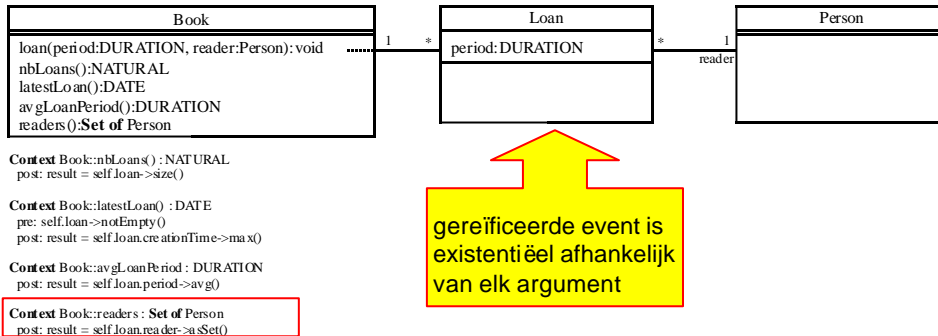 Book
loan(period:DURATION, reader:Person): void
nbLoans():NATURAL
latestLoan():DATE
avgLoanPeriod():DURATION
readers():Set of Person
1
*
Loan
period:DURATION
*
1
reader
Person
Context Book::nbLoans() : NATURAL
post: result = self.loan->size()
Context Book::latestLoan() : DATE
pre: self.loan->notEmpty()
post: result = self.loan.creationTime->max()
Context Book::avgLoanPeriod : DURATION
post: result = self.loan.period->avg()
Context Book::readers : Set of Person
post: result = self.loan.reader->asSet()
gereïficeerde event is
existentiëel afhankelijk
van elk argument